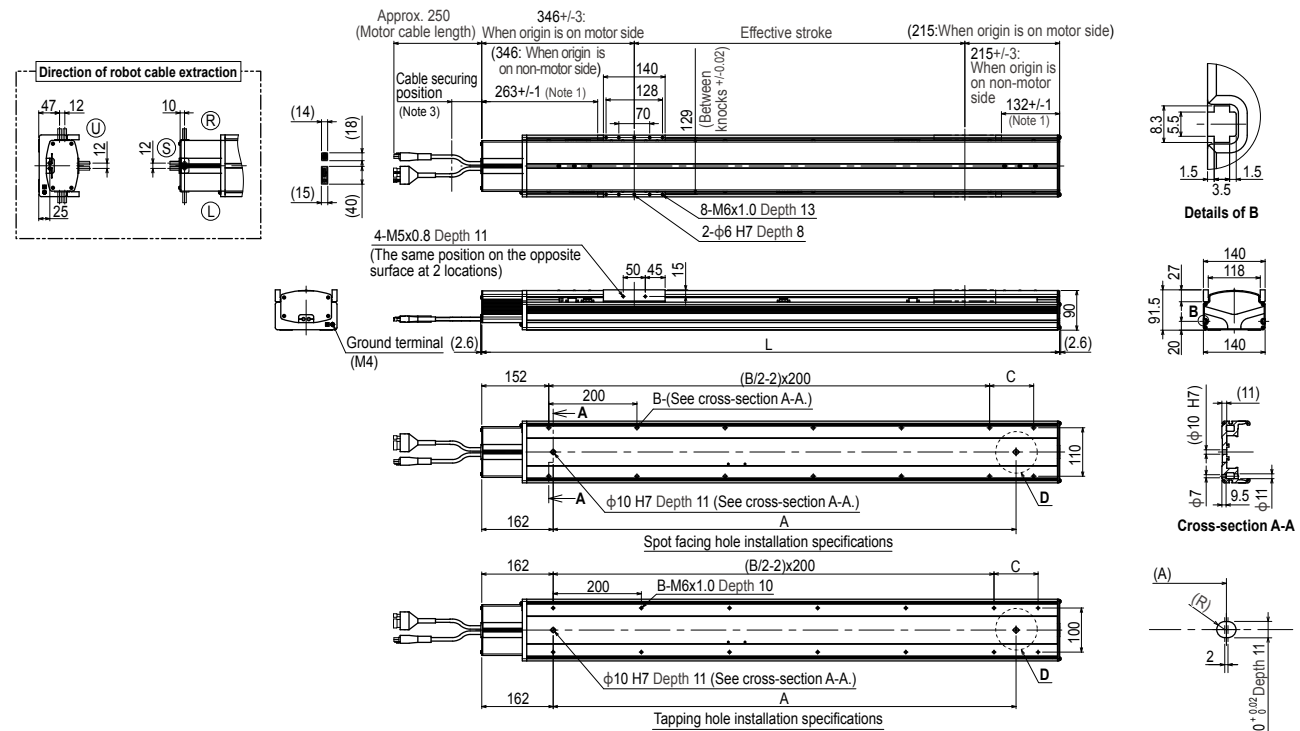 Approx. 250
(Motor cable length)
346+/-3:
When origin is on motor side
(346: When origin is
on non-motor side)
Effective stroke
(215:When origin is on motor side)
215+/-3:
When origin is
on non-motor
side
132+/-1
(Note 1)
Direction of robot cable extraction
47
12
U
12
25
10
R
12
S
L
(14)
(18)
(15)
(40)
Cable securing
position
(Note 3)
263+/-1 (Note 1)
140
128
70
129
(Between
knocks +/-0.02)
8-M6x1.0 Depth 13
2-φ6 H7 Depth 8
8.3
5.5
1.5
3.5
1.5
Details of B
4-M5x0.8 Depth 11
(The same position on the opposite
surface at 2 locations)
50
45
15
90
Ground terminal
(M4)
(2.6)
L
(2.6)
140
118
27
91.5
B
20
140
152
(B/2-2)x200
C
200
B-(See cross-section A-A.)
A
110
A
φ10 H7 Depth 11 (See cross-section A-A.)
D
162
A
Spot facing hole installation specifications
(11)
(φ10 H7)
φ7
9.5
φ11
Cross-section A-A
162
(B/2-2)x200
C
200
B-M6x1.0 Depth 10
100
φ10 H7 Depth 11 (See cross-section A-A.)
D
162
A
Tapping hole installation specifications
(A)
(R)
2
0 +0.02 0 Depth 11